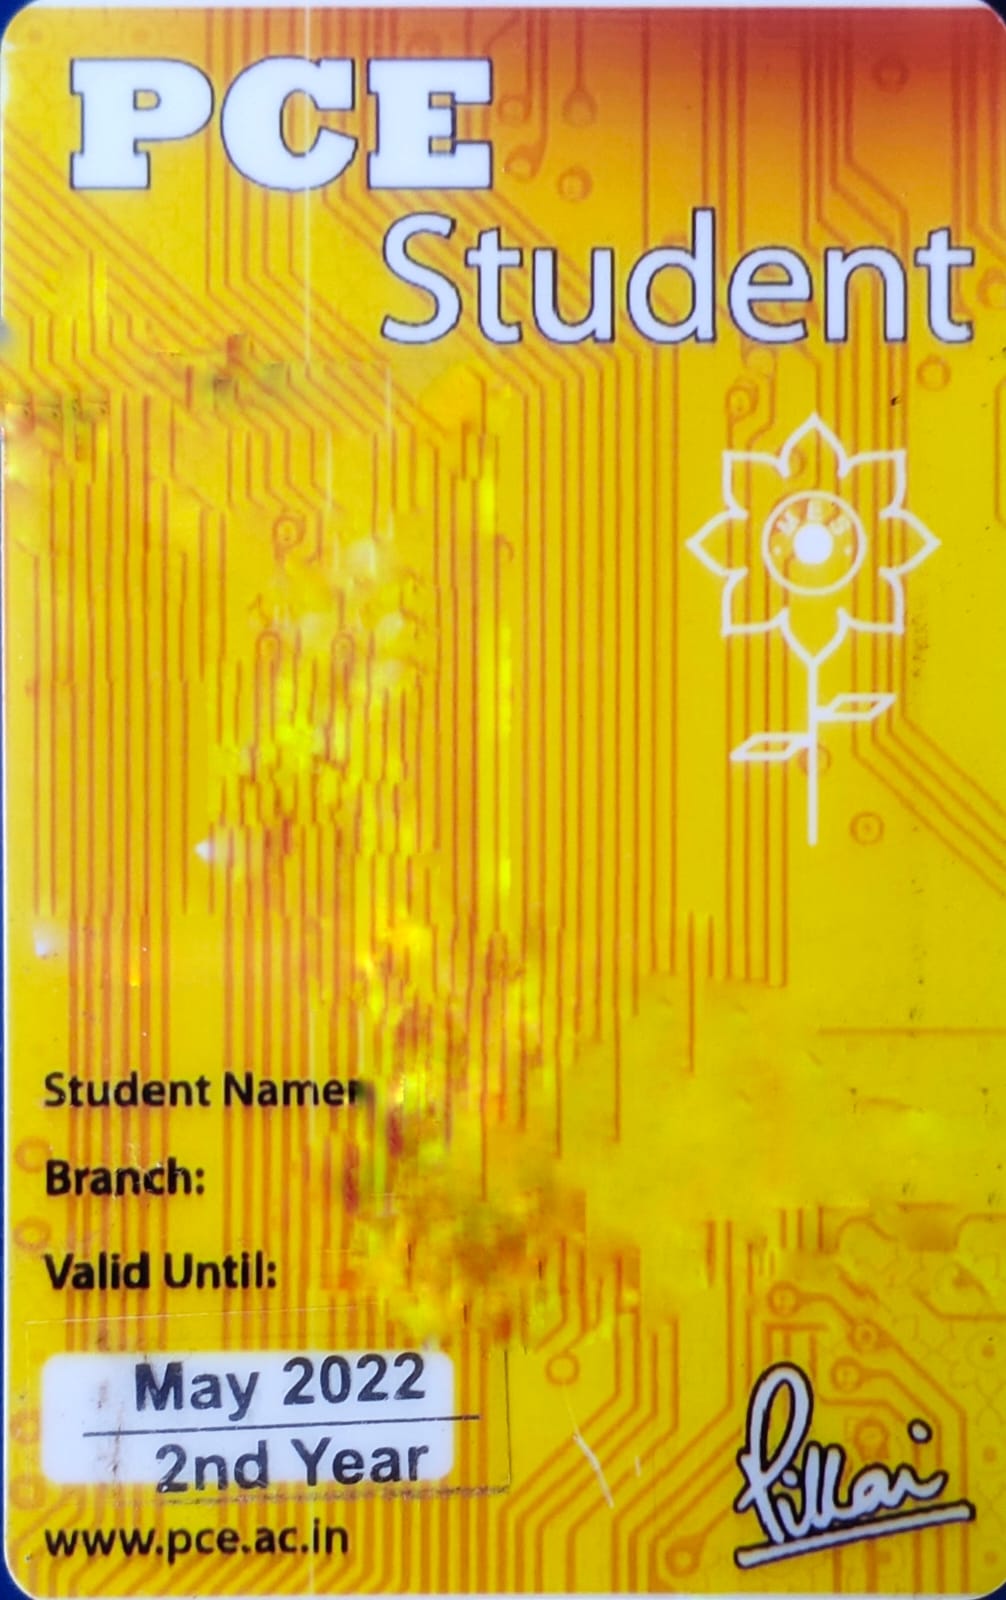 PCE
Student
MES
Student Name:
Branch:
Valid Until:
May 2022
2nd Year
www.pce.ac.in
Pillai